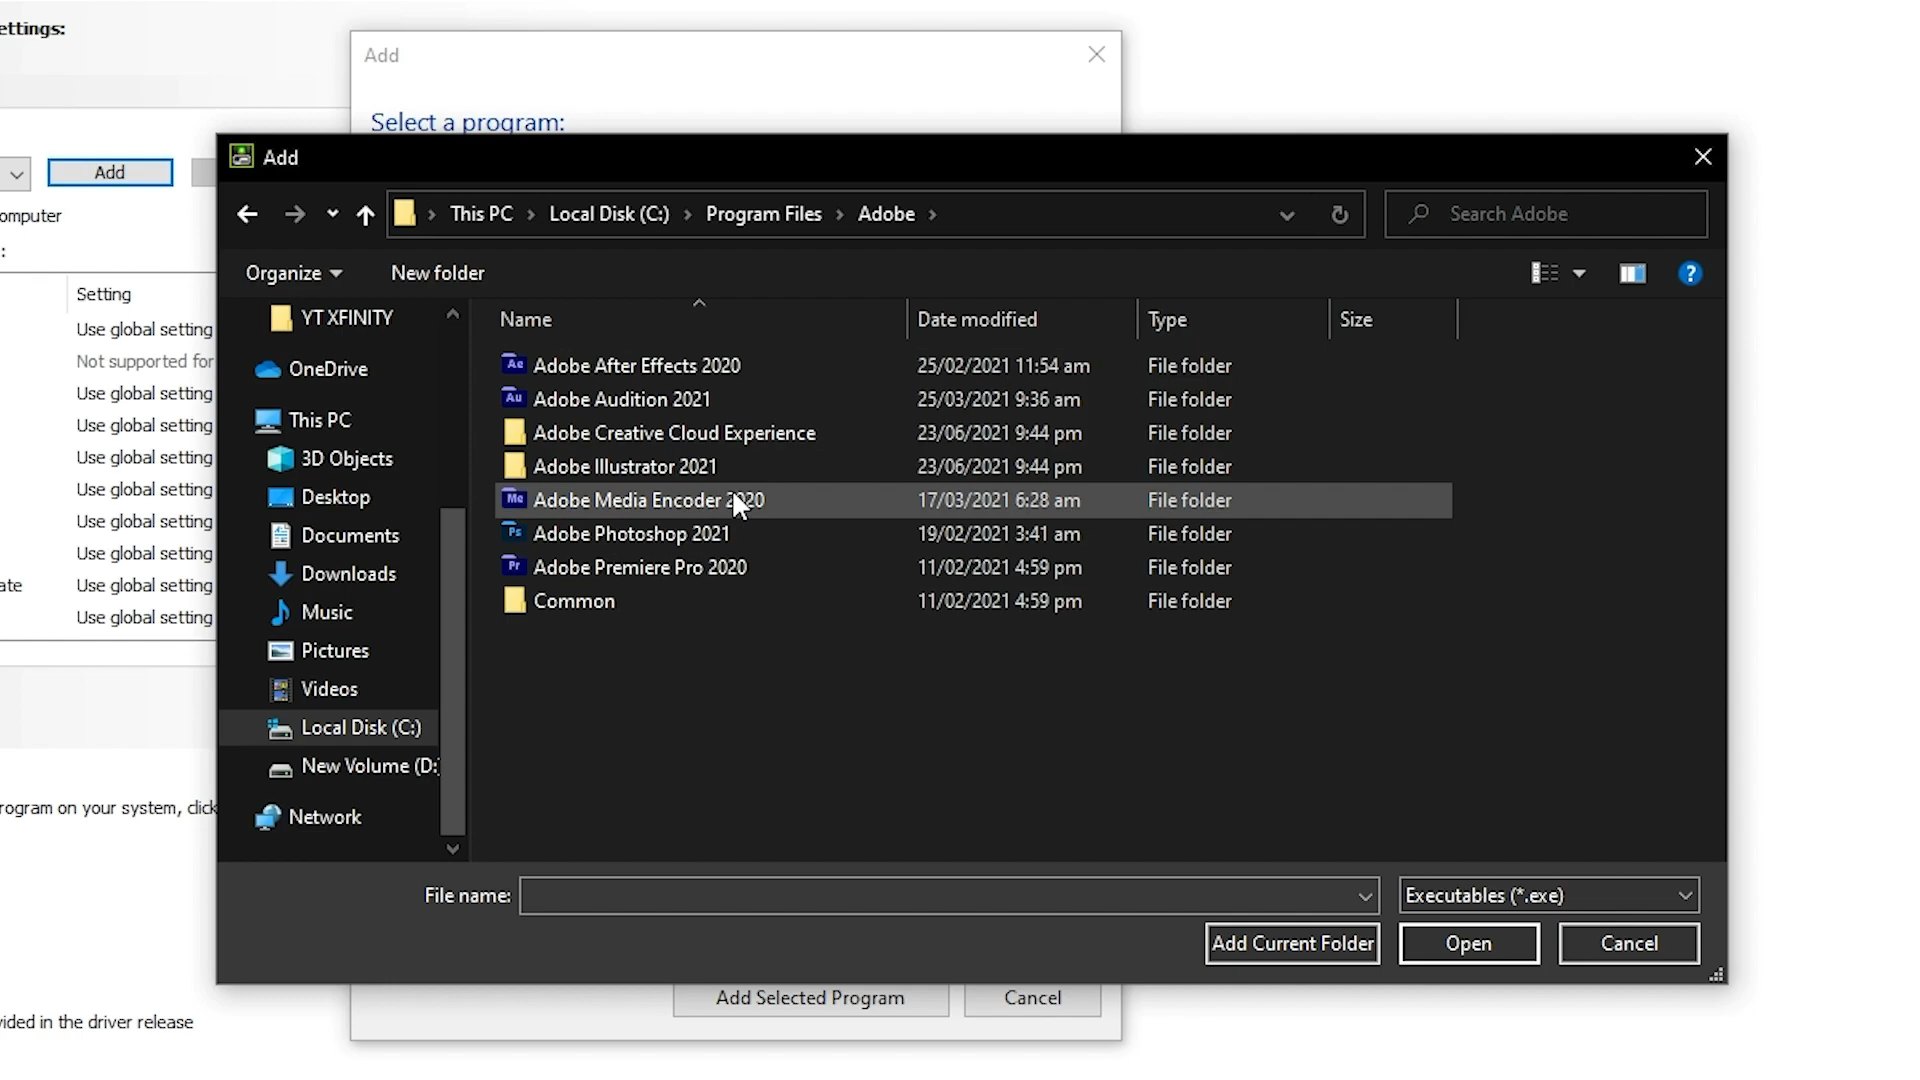 ettings:
Add
Select a program:
Add
Add
This PC
Local Disk (C:)
Program Files
Adobe
Search Adobe
omputer
:
Organize
New folder
Setting
Use global setting
Not supported for
Use global setting
Use global setting
Use global setting
Use global setting
Use global setting
Use global setting
ate
Use global setting
Use global setting
YT XFINITY
OneDrive
This PC
3D Objects
Desktop
Documents
Downloads
Music
Pictures
Videos
Local Disk (C:)
New Volume (D:
Network
Name
Date modified
Type
Size
Ae Adobe After Effects 2020 25/02/2021 11:54 am File folder
Au Adobe Audition 2021 25/03/2021 9:36 am File folder
Adobe Creative Cloud Experience 23/06/2021 9:44 pm File folder
Adobe Illustrator 2021 23/06/2021 9:44 pm File folder
Me Adobe Media Encoder 2020 17/03/2021 6:28 am File folder
Ps Adobe Photoshop 2021 19/02/2021 3:41 am File folder
Pr Adobe Premiere Pro 2020 11/02/2021 4:59 pm File folder
Common 11/02/2021 4:59 pm File folder
rogram on your system, click
File name:
Executables (*.exe)
Add Current Folder
Open
Cancel
Add Selected Program
Cancel
vided in the driver release